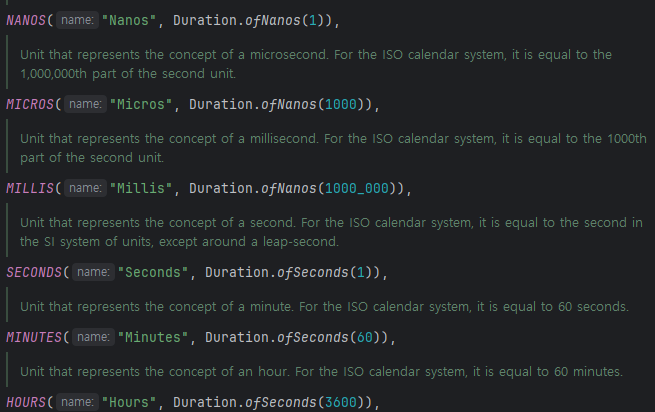 NANOS( name: "Nanos", Duration.ofNanos(1)),
Unit that represents the concept of a microsecond. For the ISO calendar system, it is equal to the
1,000,000th part of the second unit.
MICROS( name: "Micros", Duration.ofNanos(1000)),
Unit that represents the concept of a millisecond. For the ISO calendar system, it is equal to the 1000th
part of the second unit.
MILLIS( name: "Millis", Duration.ofNanos(1000_000)),
Unit that represents the concept of a second. For the ISO calendar system, it is equal to the second in
the SI system of units, except around a leap-second.
SECONDS( name: "Seconds", Duration.ofSeconds(1)),
Unit that represents the concept of a minute. For the ISO calendar system, it is equal to 60 seconds.
MINUTES( name: "Minutes", Duration.ofSeconds(60)),
Unit that represents the concept of an hour. For the ISO calendar system, it is equal to 60 minutes.
HOURS( name: "Hours", Duration.ofSeconds(3600)),